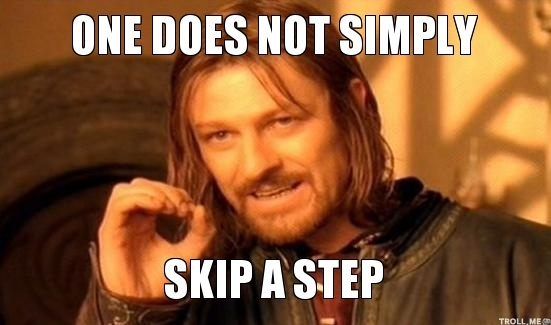 ONE DOES NOT SIMPLY
SKIP A STEP
TROLL.ME